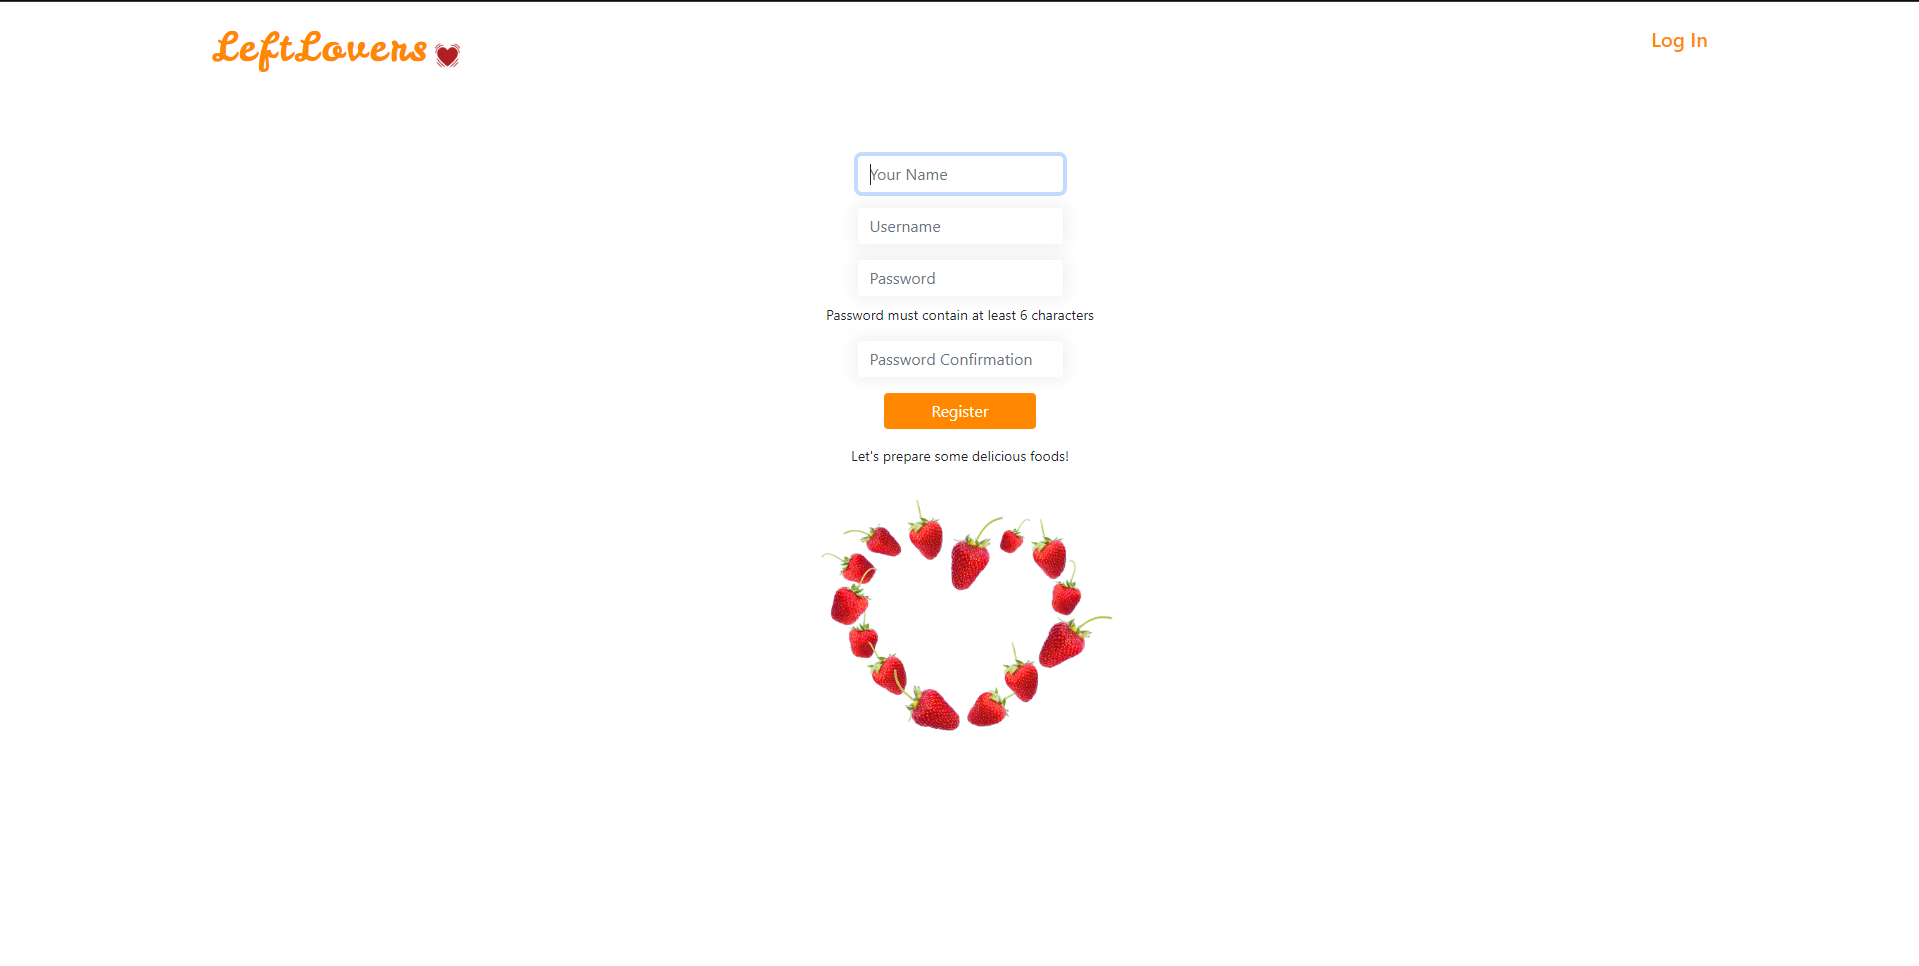 LeftLovers
Log In
Your Name
Username
Password
Password must contain at least 6 characters
Password Confirmation
Register
Let's prepare some delicious foods!